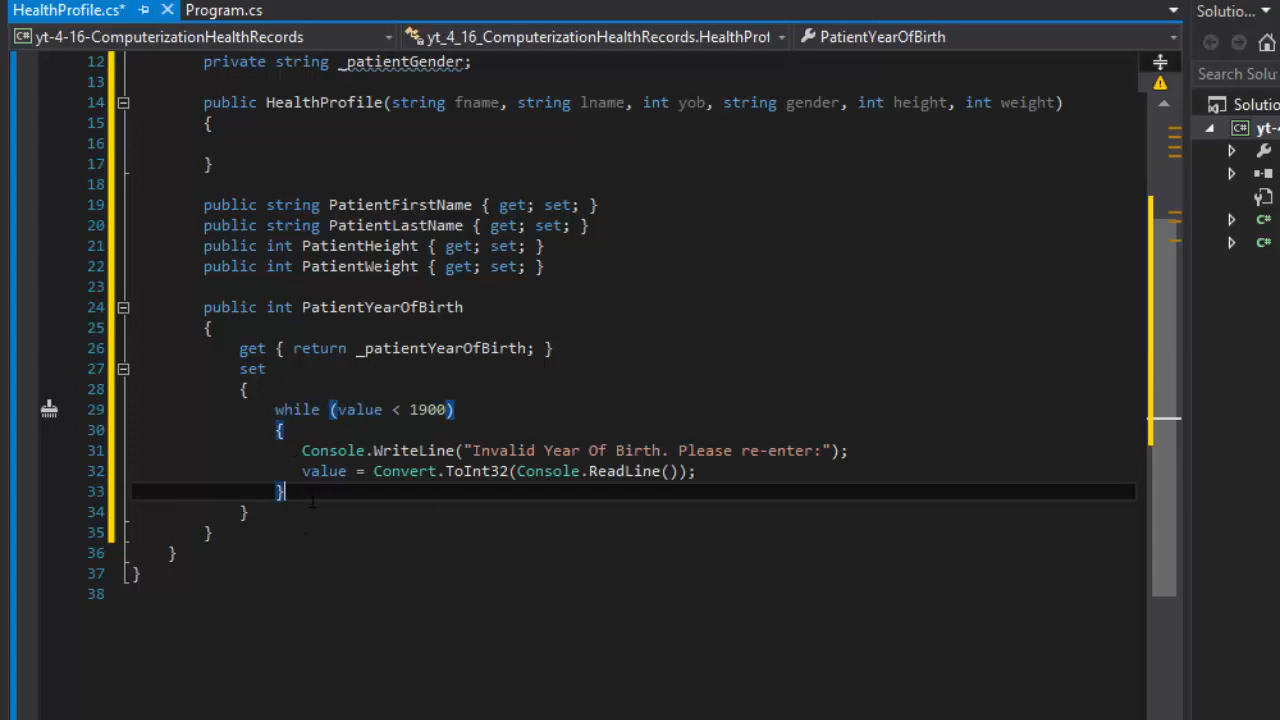 HealthProfile.cs* Program.cs Solutio...
yt-4-16-ComputerizationHealthRecords yt_4_16_ComputerizationHealthRecords.HealthProf PatientYearOfBirth
Search Solu
Solutio
yt-4
12 private string _patientGender;
13
14 public HealthProfile(string fname, string lname, int yob, string gender, int height, int weight)
15 {
16
17 }
18
19 public string PatientFirstName { get; set; }
20 public string PatientLastName { get; set; }
21 public int PatientHeight { get; set; }
22 public int PatientWeight { get; set; }
23
24 public int PatientYearOfBirth
25 {
26 get { return _patientYearOfBirth; }
27 set
28 {
29 while (value < 1900)
30 {
31 Console.WriteLine("Invalid Year Of Birth. Please re-enter:");
32 value = Convert.ToInt32(Console.ReadLine());
33 }
34 }
35 }
36 }
37 }
38